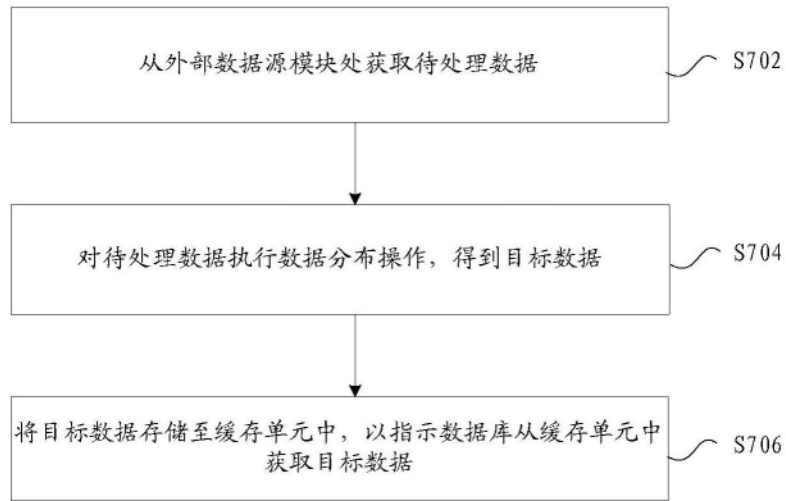 从外部数据源模块处获取待处理数据
S702
对待处理数据执行数据分布操作，得到目标数据
S704
将目标数据存储至缓存单元中，以指示数据库从缓存单元中
获取目标数据
S706